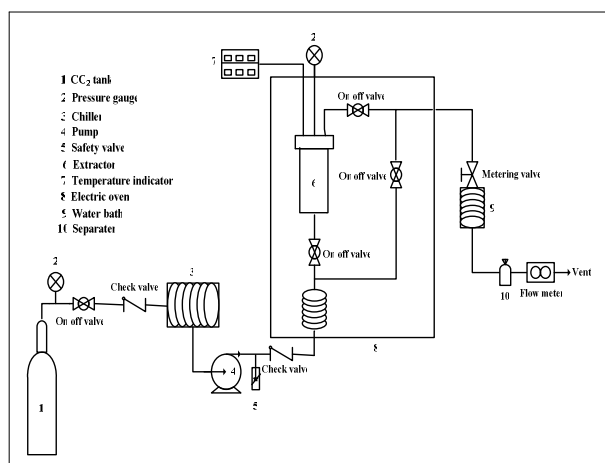 1 CC2 tank
2 Pressure gauge
3 Chiller
4 Pump
5 Safety valve
6 Extractor
7 Temperature indicator
8 Electric oven
9 Water bath
10 Separater
2
7
On off valve
6
On off valve
Metering valve
9
On off valve
2
Check valve
3
On off valve
10
Flow meter
Vent
8
4
Check valve
5
1